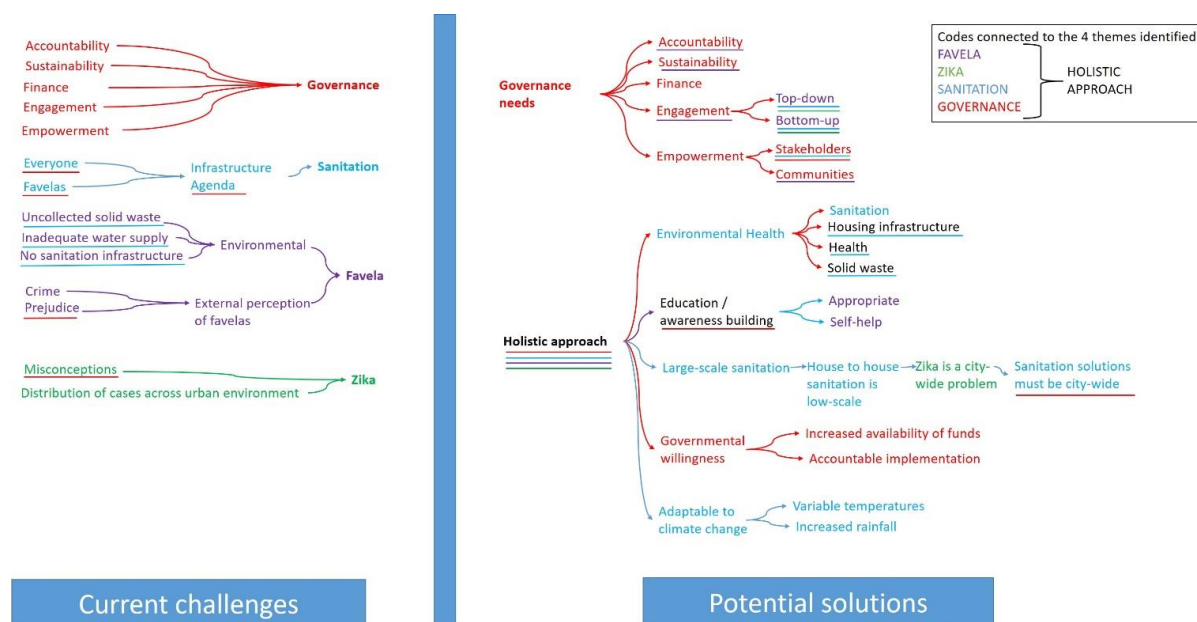 Accountability
Sustainability
Finance
Engagement
Empowerment
Governance
Everyone
Favelas
Infrastructure
Agenda
Sanitation
Uncollected solid waste
Inadequate water supply
No sanitation infrastructure
Environmental
Crime
Prejudice
External perception
of favelas
Favela
Misconceptions
Distribution of cases across urban environment
Zika
Current challenges
Codes connected to the 4 themes identified
FAVELA
ZIKA
SANITATION
GOVERNANCE
HOLISTIC
APPROACH
Governance
needs
Accountability
Sustainability
Finance
Engagement
Top-down
Bottom-up
Empowerment
Stakeholders
Communities
Holistic approach
Environmental Health
Sanitation
Housing infrastructure
Health
Solid waste
Education /
awareness building
Appropriate
Self-help
Large-scale sanitation
House to house
sanitation is
low-scale
Zika is a city-
wide problem
Sanitation solutions
must be city-wide
Governmental
willingness
Increased availability of funds
Accountable implementation
Adaptable to
climate change
Variable temperatures
Increased rainfall
Potential solutions